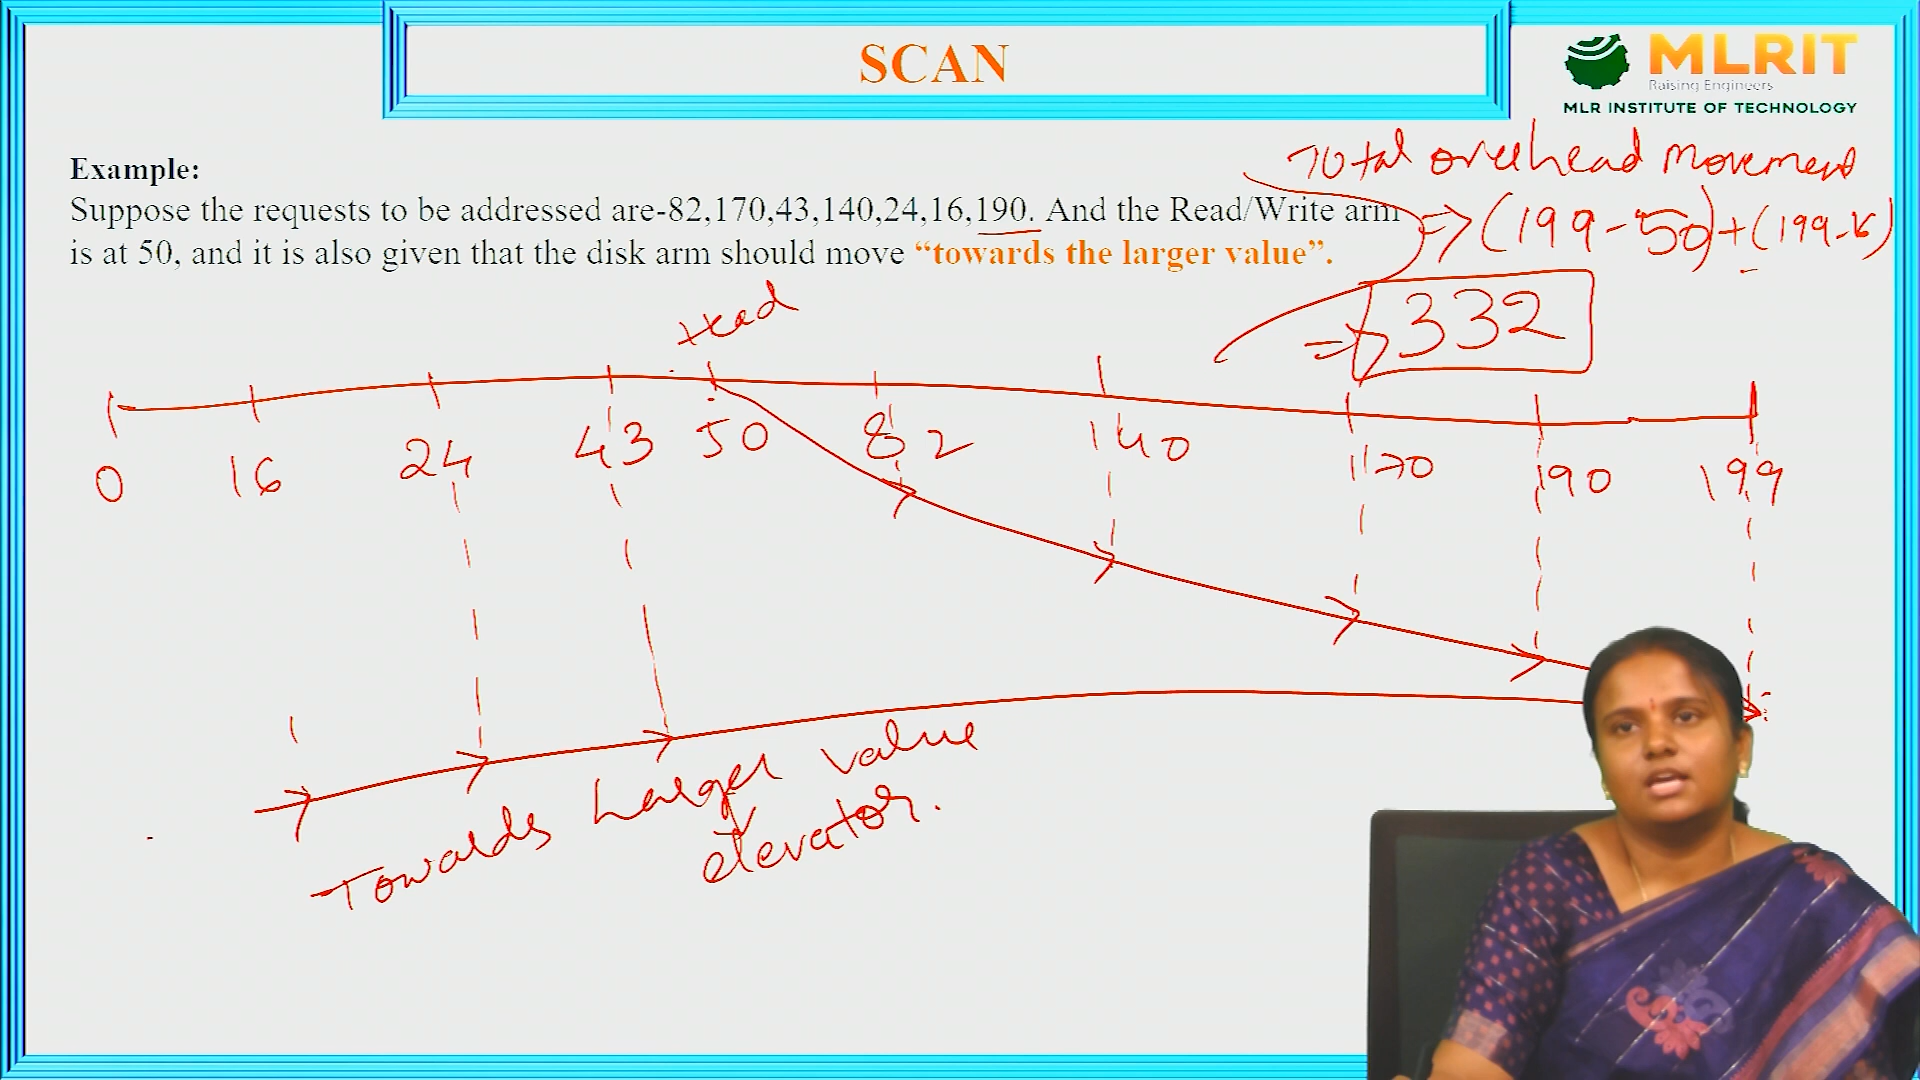 SCAN
MLRIT
Raising Engineers
MLR INSTITUTE OF TECHNOLOGY
Example:
Suppose the requests to be addressed are-82,170,43,140,24,16,190. And the Read/Write arm
is at 50, and it is also given that the disk arm should move “towards the larger value”.
Total overhead movement
=> (199-50)+(199-16)
=> 332
Head
0 16 24 43 50 82 140 170 190 199
Towards Larger value
elevator.